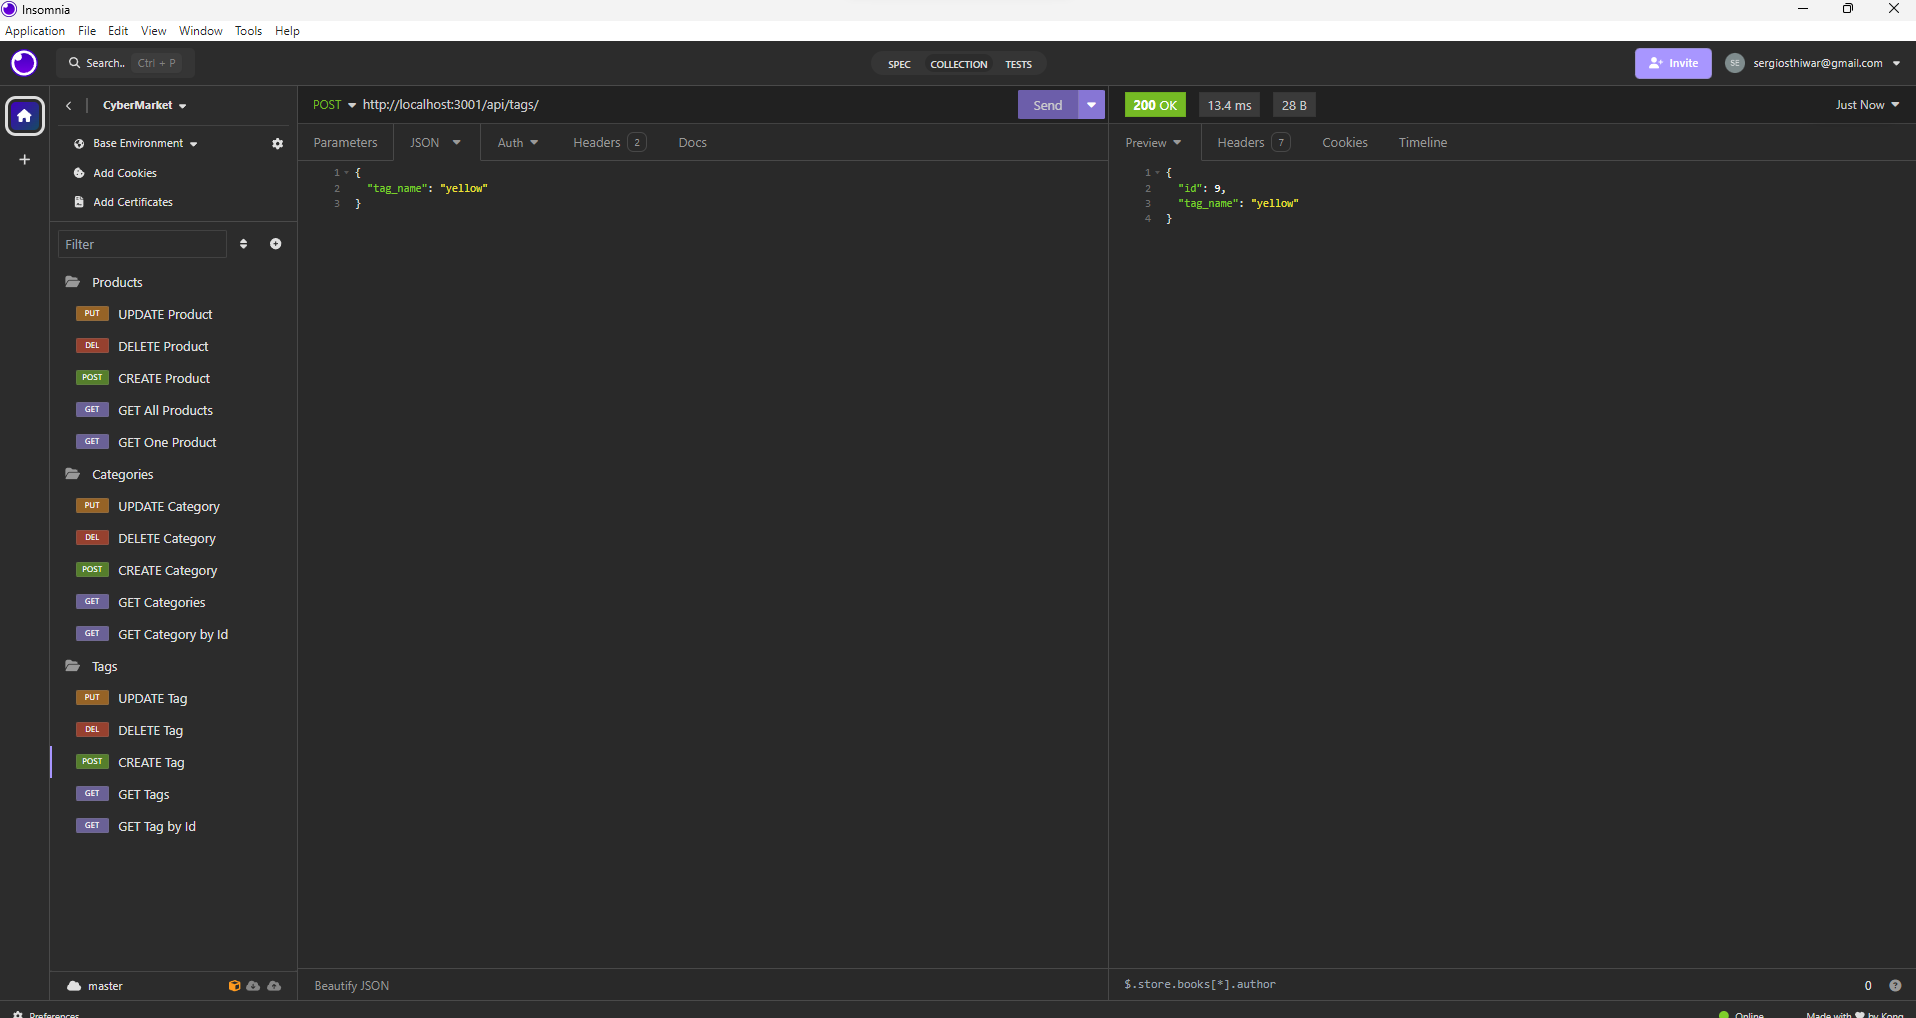 Insomnia
Application File Edit View Window Tools Help
Search.. Ctrl + P
SPEC COLLECTION TESTS
Invite
SE sergiosthiwar@gmail.com
CyberMarket
Base Environment
Add Cookies
Add Certificates
Filter
Products
PUT UPDATE Product
DEL DELETE Product
POST CREATE Product
GET GET All Products
GET GET One Product
Categories
PUT UPDATE Category
DEL DELETE Category
POST CREATE Category
GET GET Categories
GET GET Category by Id
Tags
PUT UPDATE Tag
DEL DELETE Tag
POST CREATE Tag
GET GET Tags
GET GET Tag by Id
master
POST http://localhost:3001/api/tags/ Send
Parameters JSON Auth Headers 2 Docs
1 {
2 "tag_name": "yellow"
3 }
Beautify JSON
200 OK 13.4 ms 28 B Just Now
Preview Headers 7 Cookies Timeline
1 {
2 "id": 9,
3 "tag_name": "yellow"
4 }
$.store.books[*].author 0 ?
Preferences Online Made with by Kong